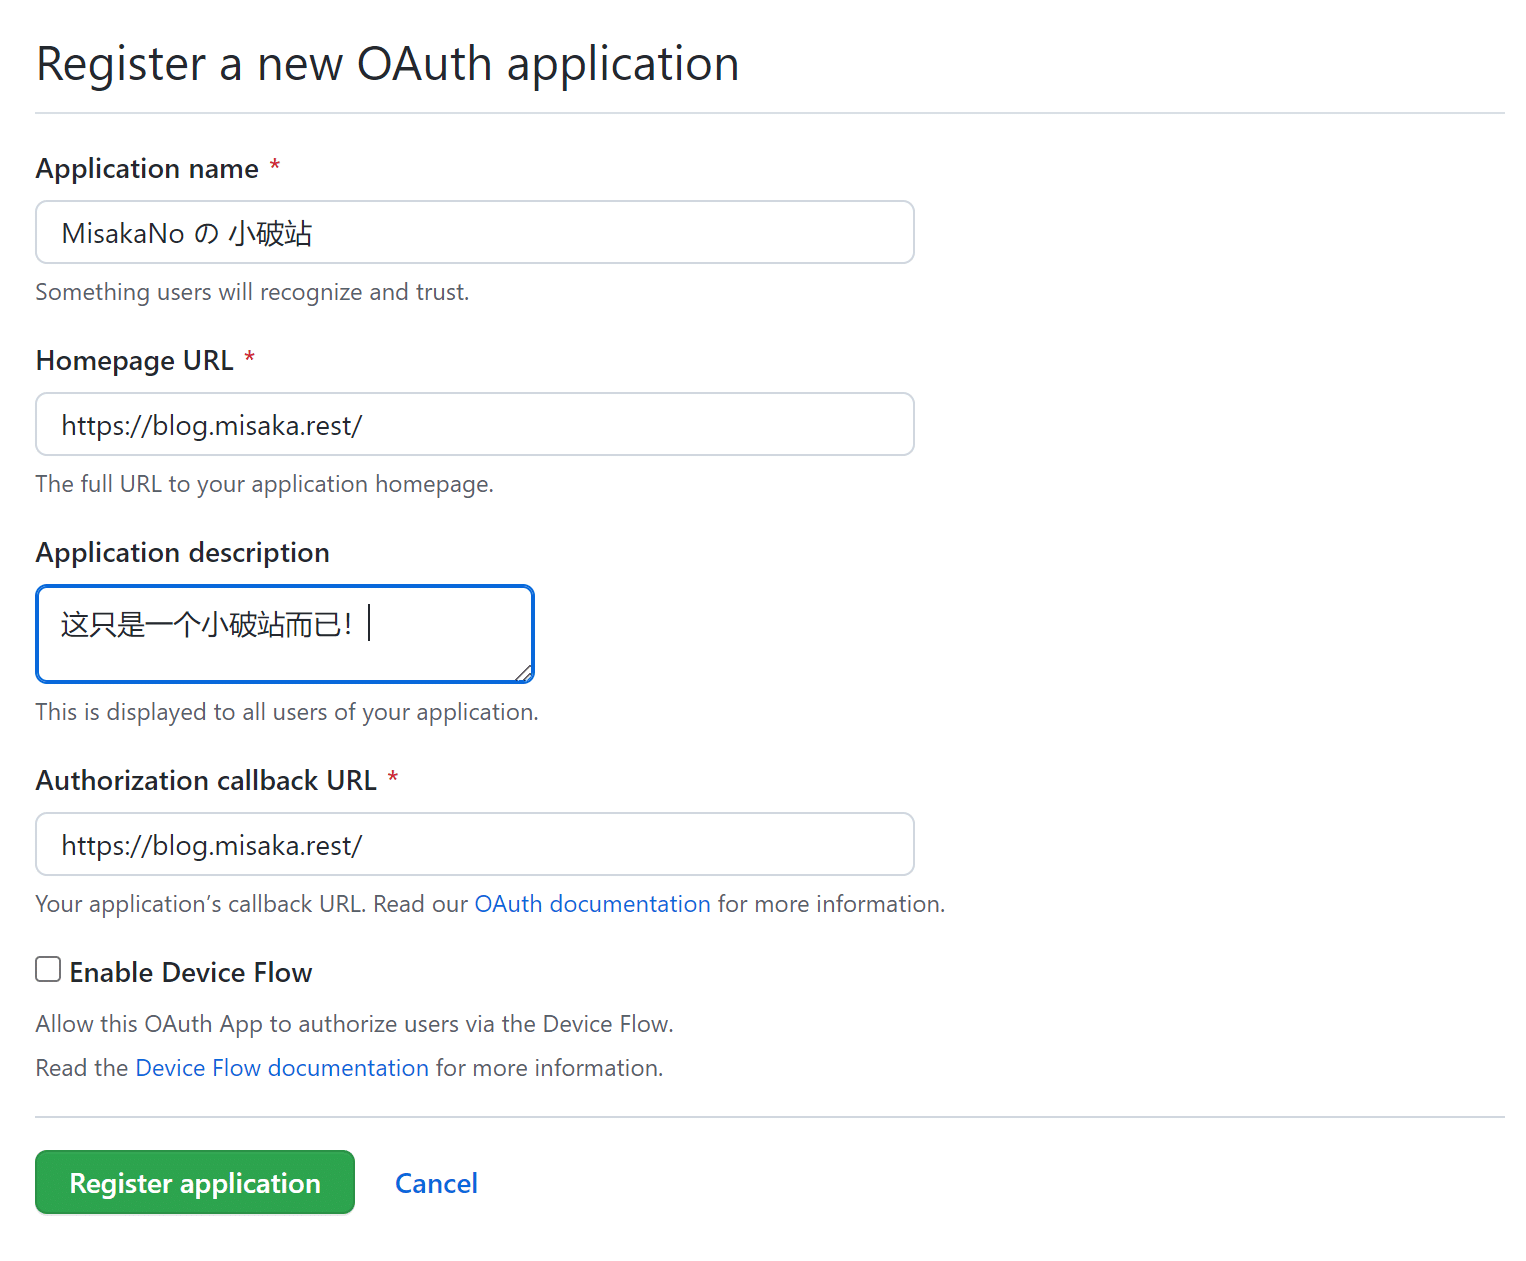 Register a new OAuth application
Application name *
MisakaNo の 小破站
Something users will recognize and trust.
Homepage URL *
https://blog.misaka.rest/
The full URL to your application homepage.
Application description
这只是一个小破站而已！
This is displayed to all users of your application.
Authorization callback URL *
https://blog.misaka.rest/
Your application’s callback URL. Read our OAuth documentation for more information.
Enable Device Flow
Allow this OAuth App to authorize users via the Device Flow.
Read the Device Flow documentation for more information.
Register application Cancel